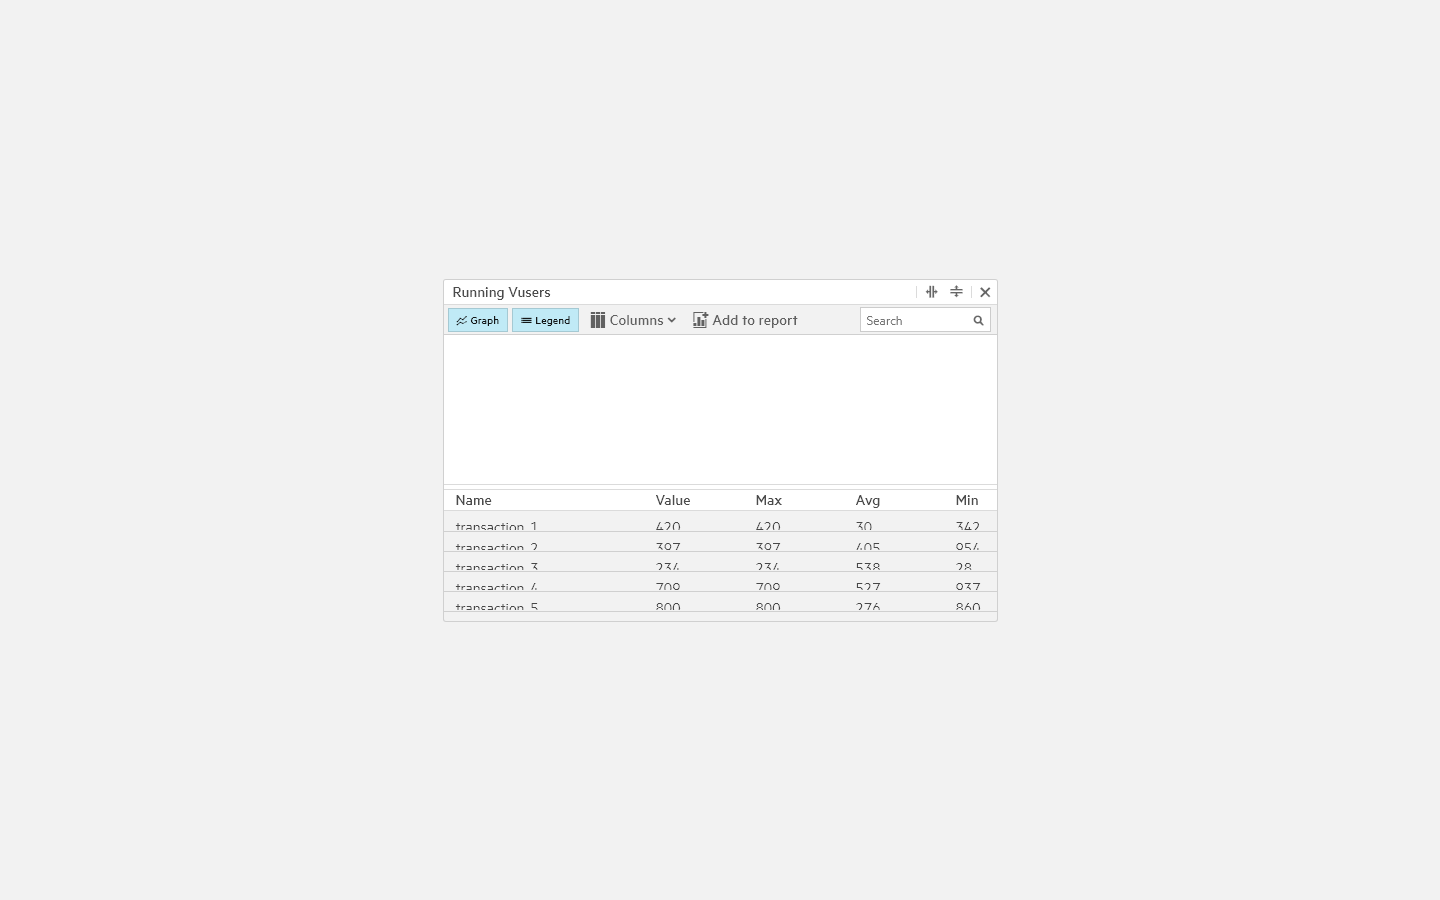 Running Vusers
Graph Legend Columns Add to report Search
Name Value Max Avg Min
transaction_1 420 420 30 342
transaction_2 397 397 405 954
transaction_3 234 234 538 28
transaction_4 709 709 527 937
transaction_5 800 800 276 860